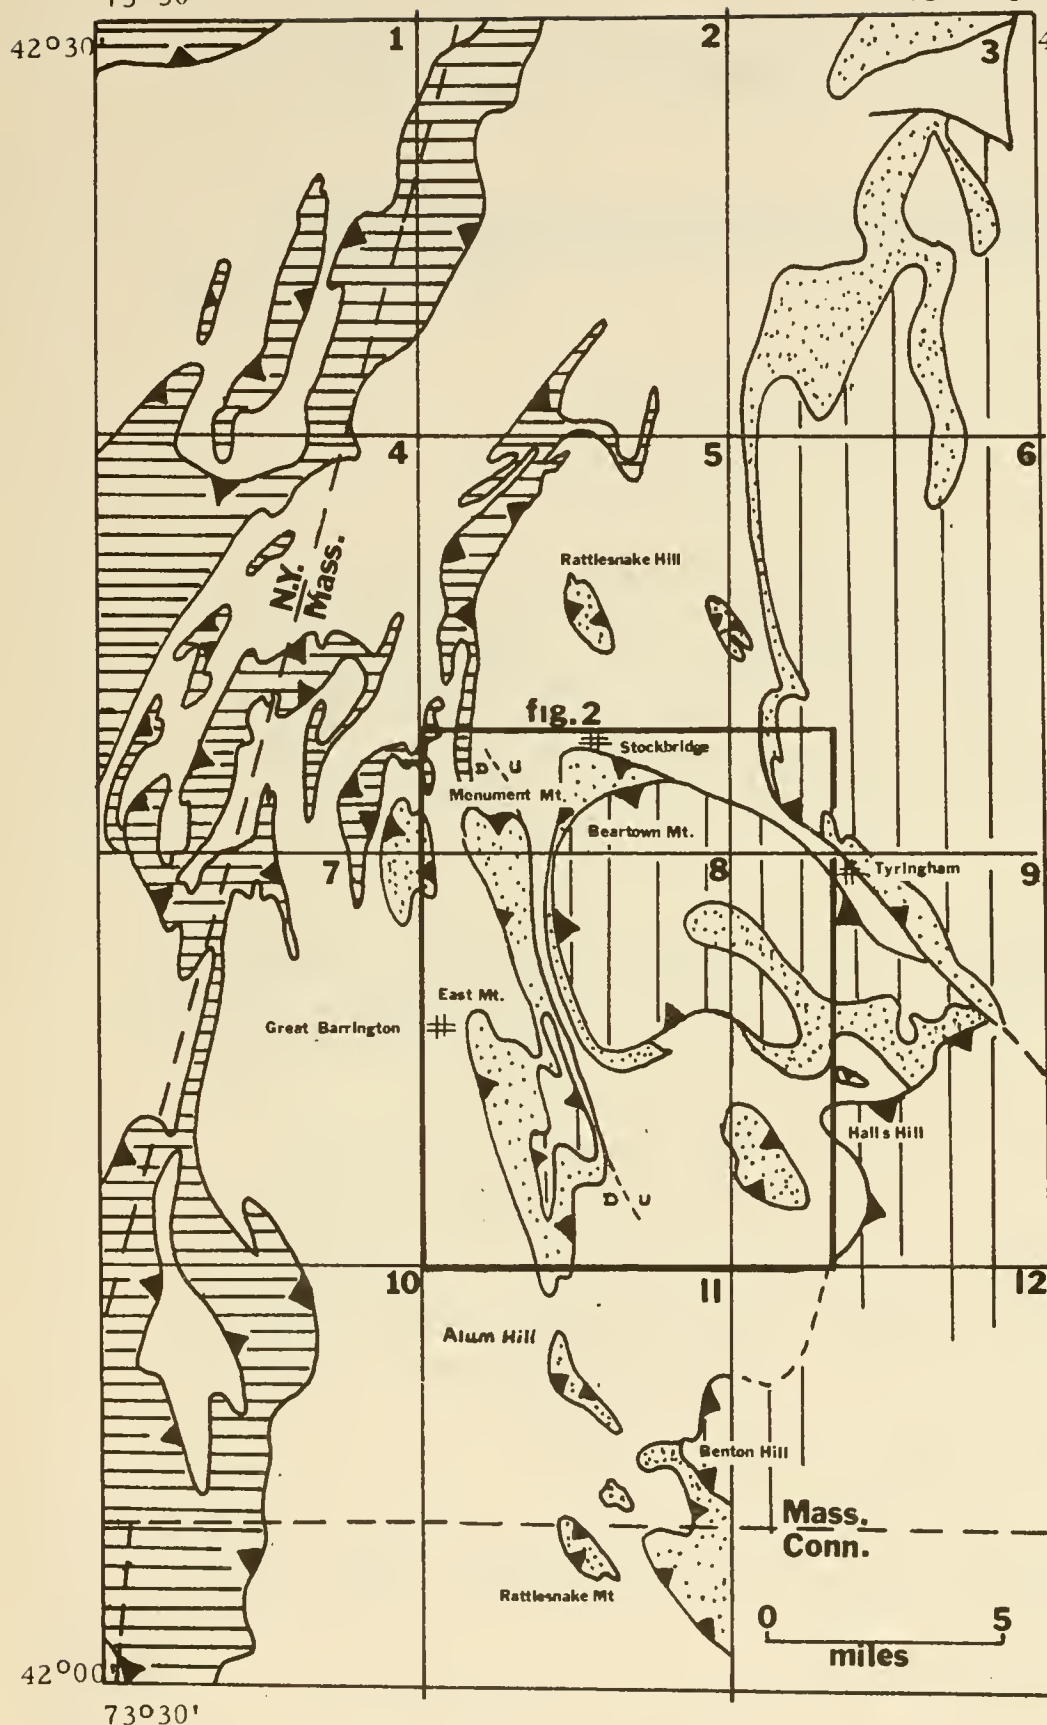 42°30'
1
2
3
4
5
6
N.Y.
Mass.
Rattlesnake Hill
fig.2
Stockbridge
D U
Monument Mt.
Beartown Mt.
7
8
9
Tyringham
East Mt.
Great Barrington
Halls Hill
D U
10
11
12
Alum Hill
Benton Hill
Mass.
Conn.
Rattlesnake Mt
0 5
miles
42°00'
73°30'